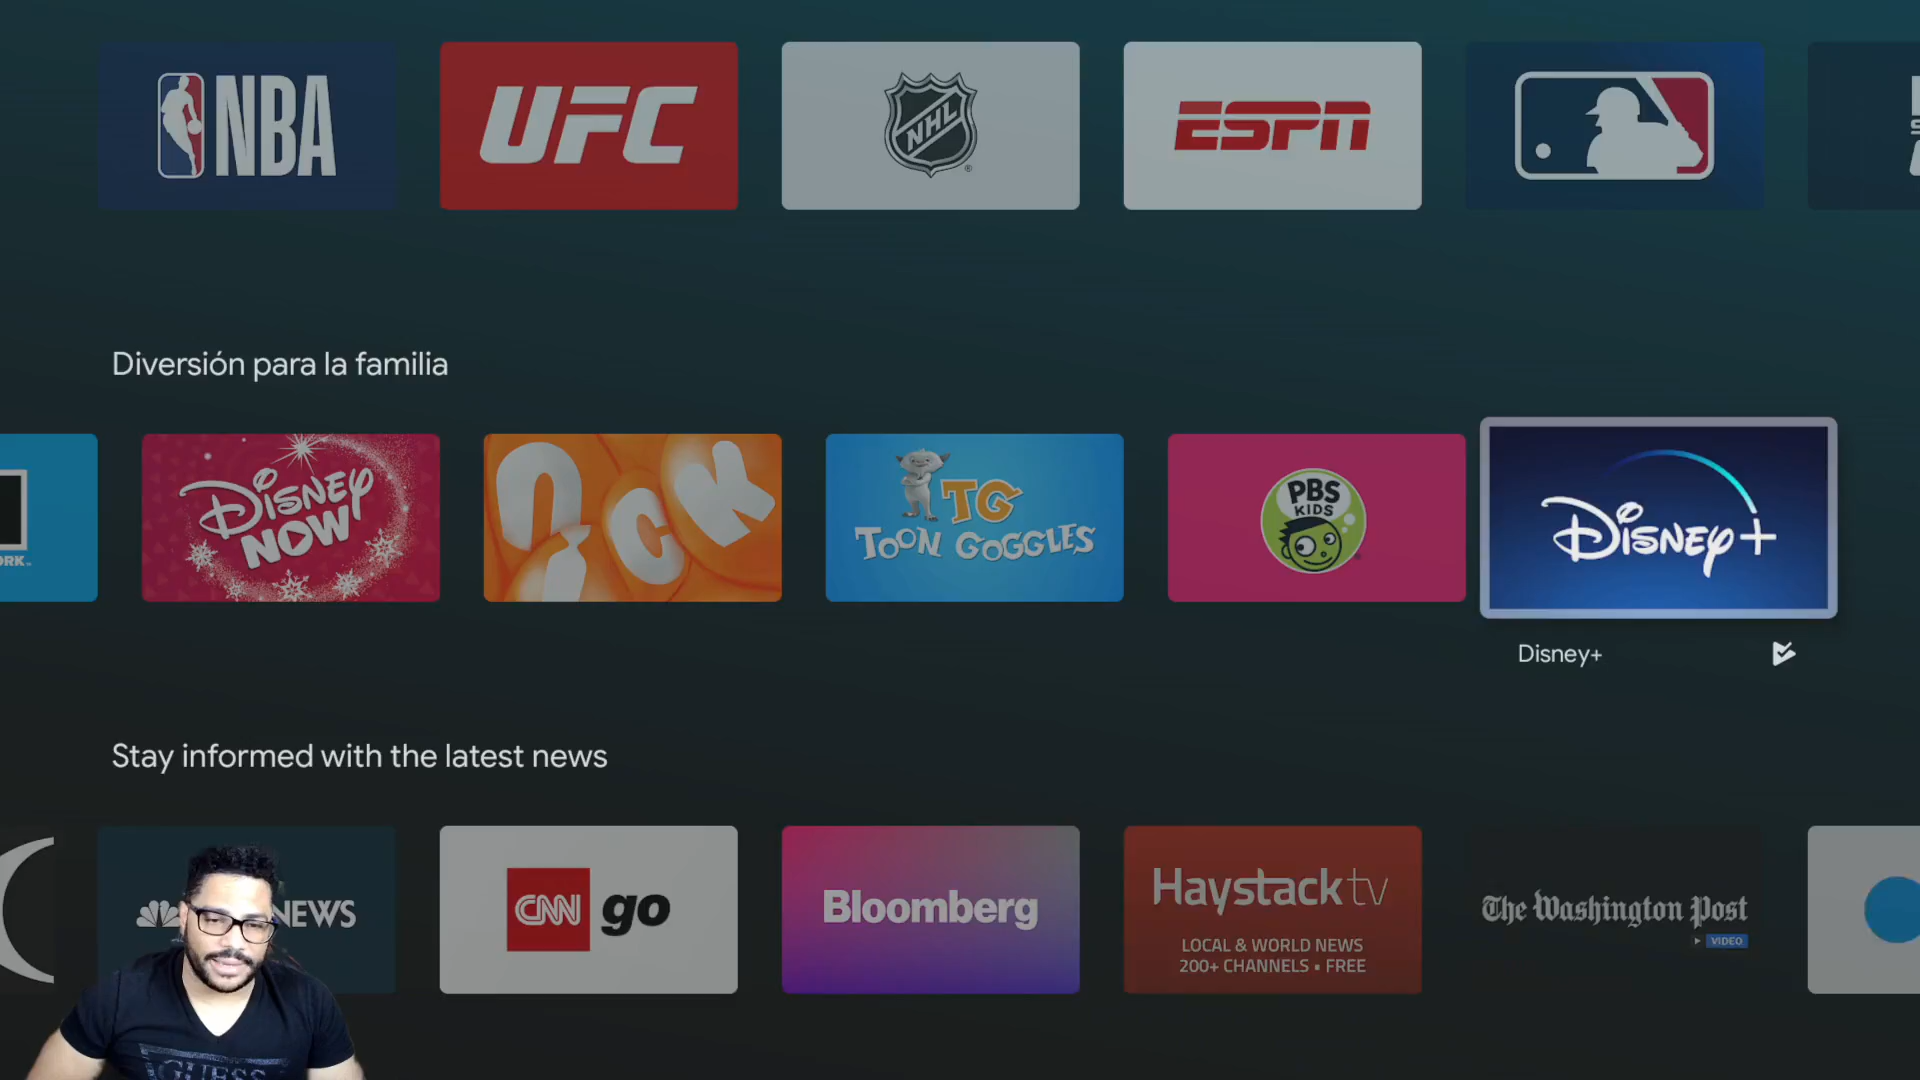 NBA
UFC
NHL
ESPN
Diversión para la familia
RK
DISNEY
NOW
nick
TG
TOON GOGGLES
PBS
KIDS
DISNEY+
Disney+
Stay informed with the latest news
NEWS
CNN go
Bloomberg
Haystack tv
LOCAL & WORLD NEWS
200+ CHANNELS • FREE
The Washington Post
VIDEO
GUESS